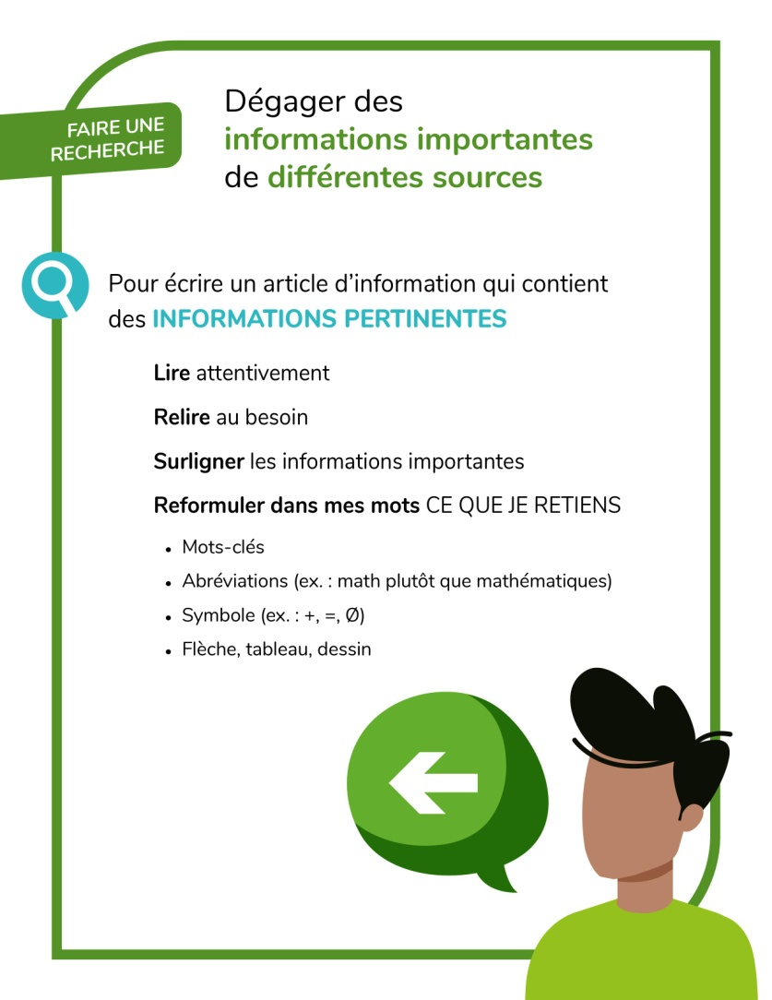 FAIRE UNE
RECHERCHE
Dégager des
informations importantes
de différentes sources
Pour écrire un article d’information qui contient
des INFORMATIONS PERTINENTES
Lire attentivement
Relire au besoin
Surligner les informations importantes
Reformuler dans mes mots CE QUE JE RETIENS
• Mots-clés
• Abréviations (ex. : math plutôt que mathématiques)
• Symbole (ex. : +, =, Ø)
• Flèche, tableau, dessin